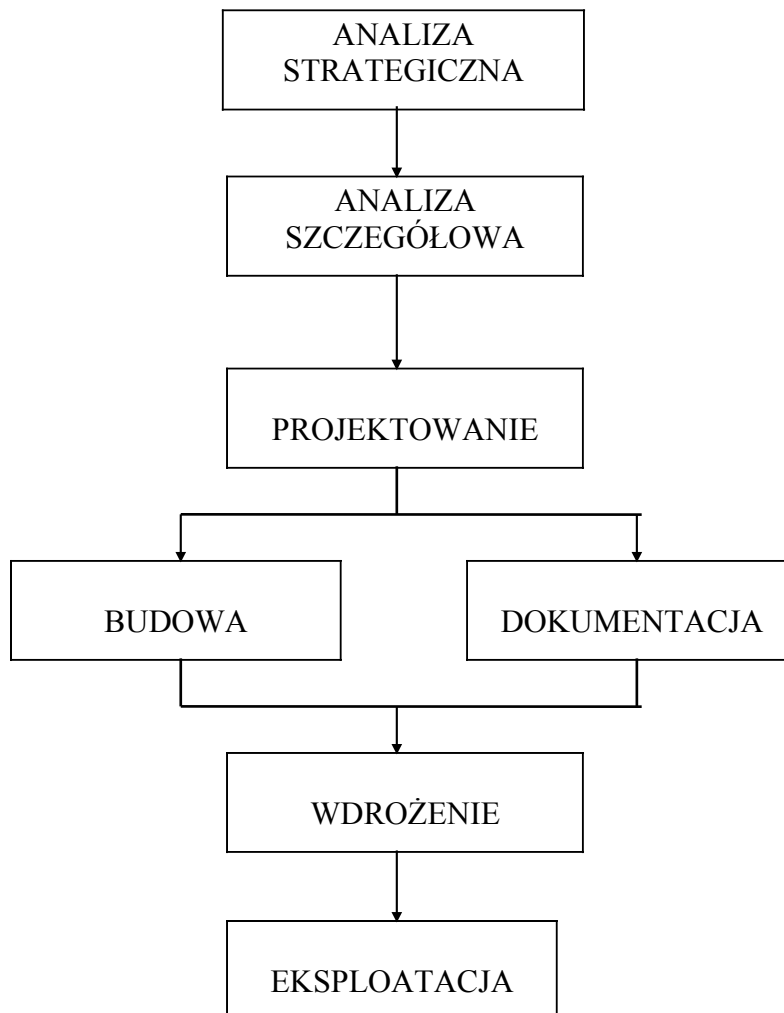 ANALIZA
STRATEGICZNA
ANALIZA
SZCZEGÓŁOWA
PROJEKTOWANIE
BUDOWA
DOKUMENTACJA
WDROŻENIE
EKSPLOATACJA